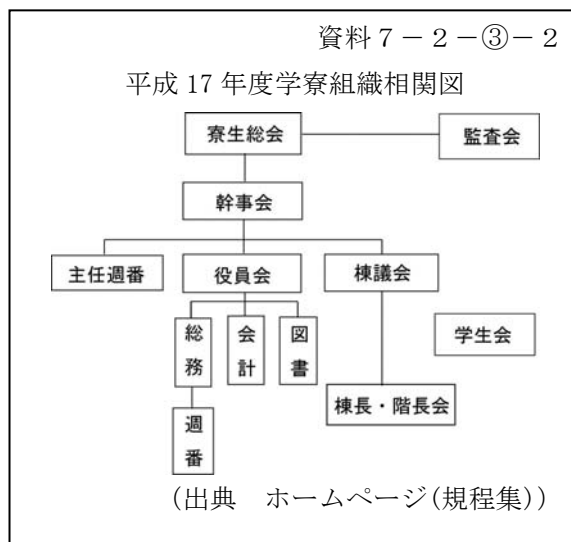 資料７－２－③－２
平成 17 年度学寮組織相関図
寮生総会
監査会
幹事会
主任週番
役員会
棟議会
総務
会計
図書
学生会
棟長・階長会
週番
(出典　ホームページ(規程集))